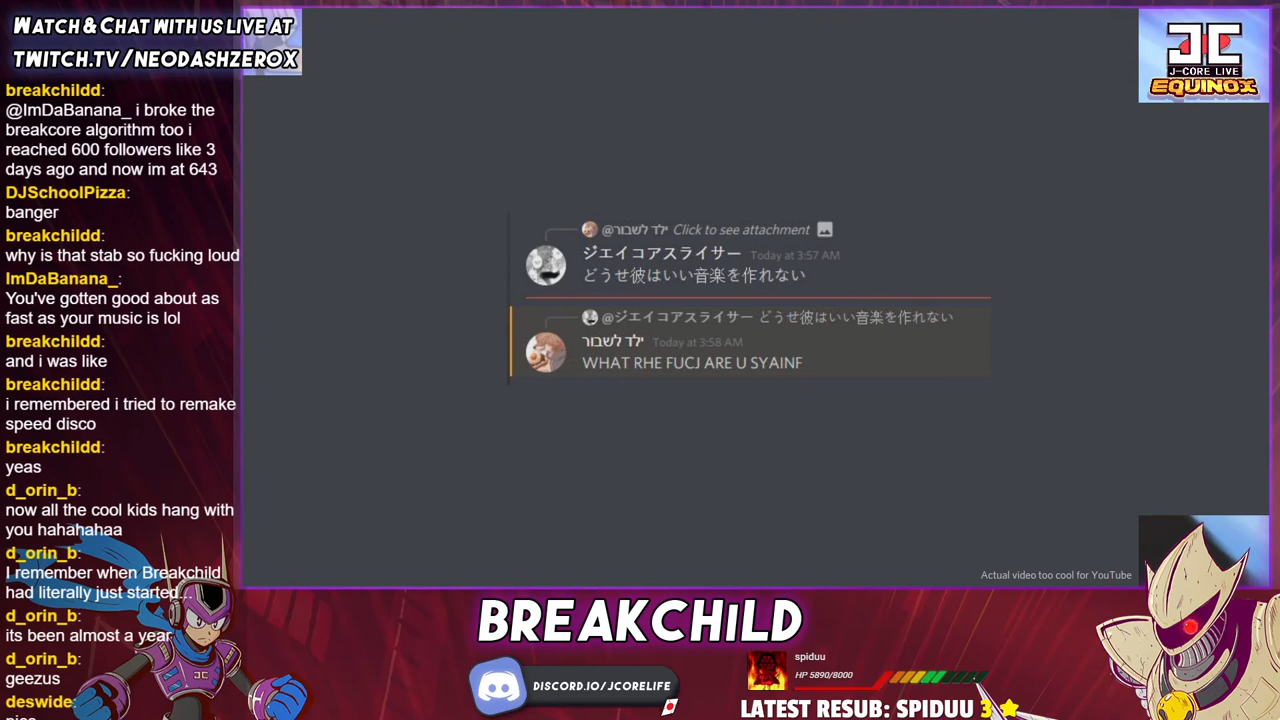 WATCH & CHAT WITH US LIVE AT
TWITCH.TV/NEODASHZEROX
breakchildd:
@ImDaBanana_ i broke the
breakcore algorithm too i
reached 600 followers like 3
days ago and now im at 643
DJSchoolPizza:
banger
breakchildd:
why is that stab so fucking loud
ImDaBanana_:
You've gotten good about as
fast as your music is lol
breakchildd:
and i was like
breakchildd:
i remembered i tried to remake
speed disco
breakchildd:
yeas
d_orin_b:
now all the cool kids hang with
you hahahahaa
d_orin_b:
I remember when Breakchild
had literally just started...
d_orin_b:
its been almost a year
d_orin_b:
geezus
deswide:
JC
J-CORE LIVE
EQUINOX
@ילד לשבור Click to see attachment
ジエイコアスライサー Today at 3:57 AM
どうせ彼はいい音楽を作れない
@ジエイコアスライサー どうせ彼はいい音楽を作れない
ילד לשבור Today at 3:58 AM
WHAT RHE FUCJ ARE U SYAINF
Actual video too cool for YouTube
BREAKCHILD
DISCORD.IO/JCORELIFE
spiduu
HP 5890/8000
LATEST RESUB: SPIDUU 3
JC